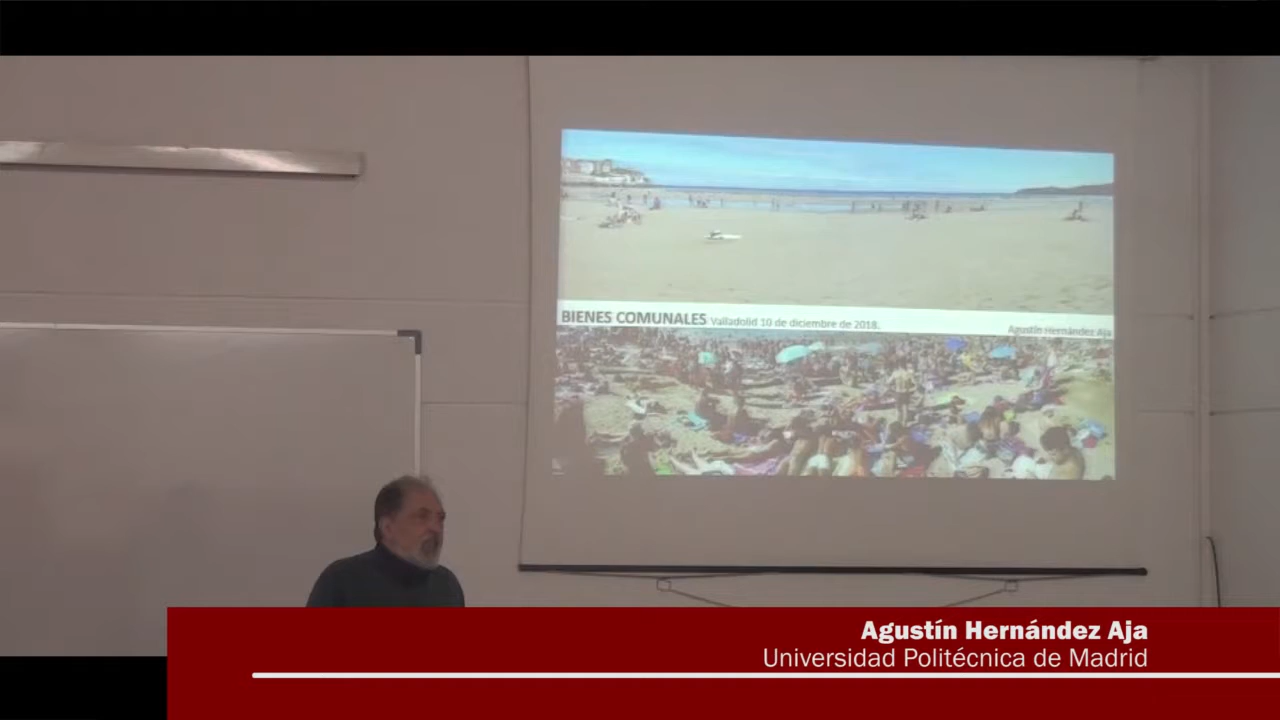 BIENES COMUNALES Valladolid 10 de diciembre de 2018.
Agustín Hernández Aja
Agustín Hernández Aja
Universidad Politécnica de Madrid